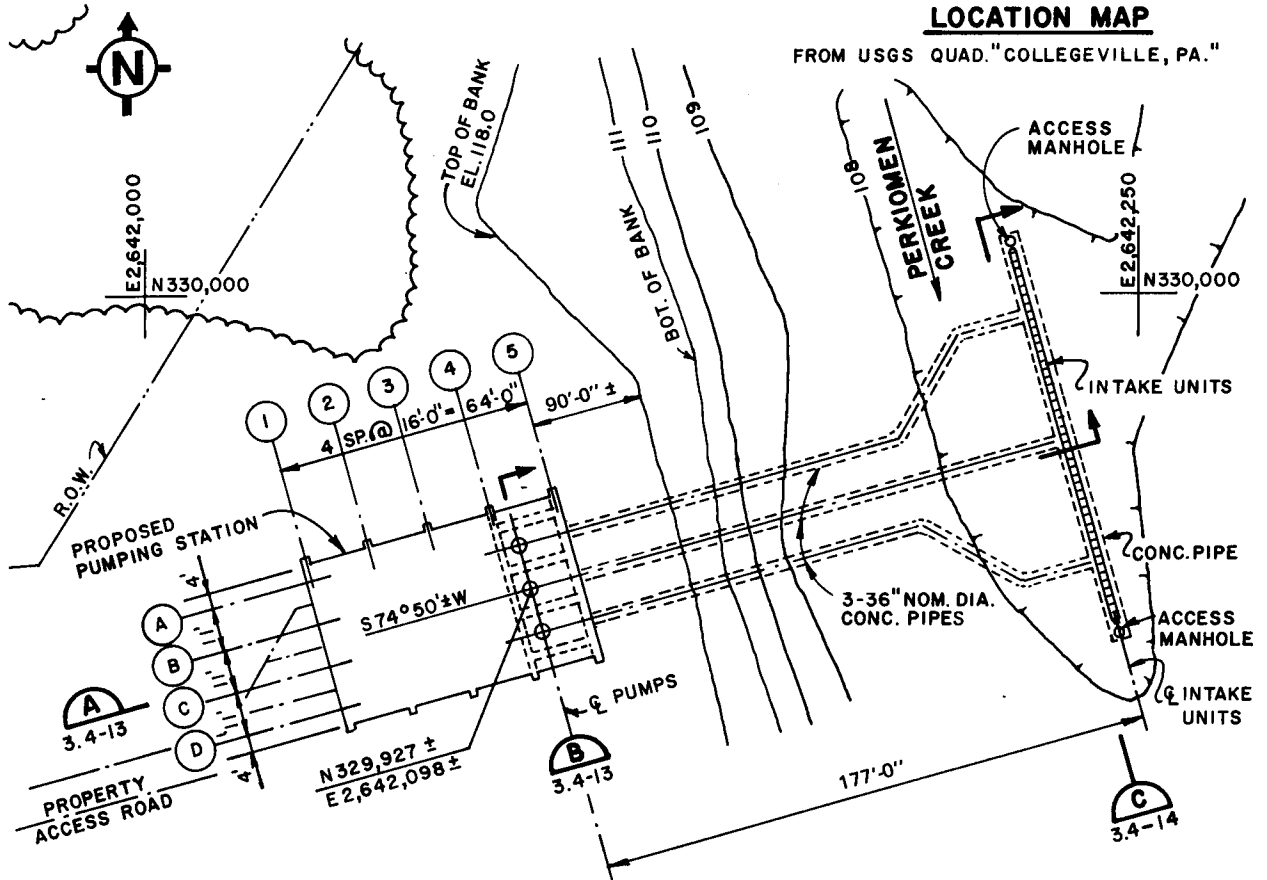 LOCATION MAP
FROM USGS QUAD. "COLLEGEVILLE, PA."
N
TOP OF BANK
EL. 118.0
111
110
109
108
PERKIOMEN
CREEK
ACCESS
MANHOLE
E2,642,000
N330,000
E2,642,250
N330,000
BOT. OF BANK
INTAKE UNITS
R.O.W.
1
2
3
4
5
4 SP. @ 16'-0" = 64'-0"
90'-0" ±
PROPOSED
PUMPING STATION
CONC. PIPE
3-36" NOM. DIA.
CONC. PIPES
S74°50'±W
4'
A
B
C
D
4'
ACCESS
MANHOLE
℄ INTAKE
UNITS
℄ PUMPS
A
3.4-13
N329,927 ±
E2,642,098 ±
B
3.4-13
177'-0"
C
3.4-14
PROPERTY
ACCESS ROAD